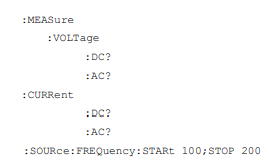 :MEASure
:VOLTage
:DC?
:AC?
:CURRent
:DC?
:AC?
:SOURce:FREQuency:STARt 100;STOP 200